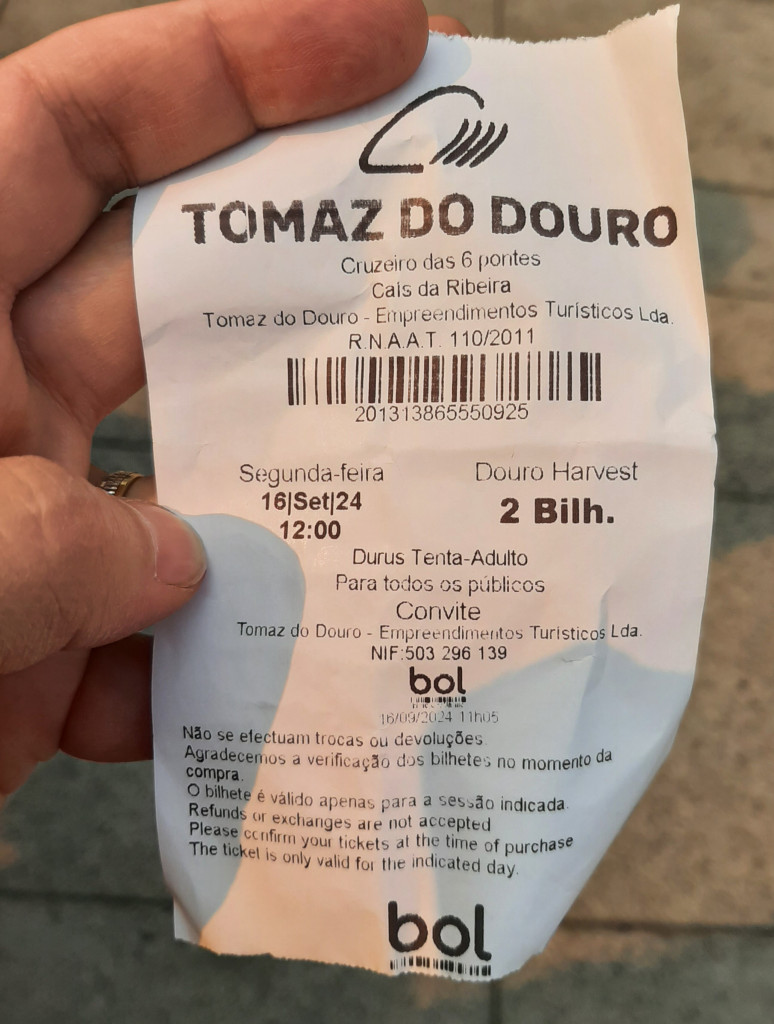 TOMAZ DO DOURO
Cruzeiro das 6 pontes
Cais da Ribeira
Tomaz do Douro - Empreendimentos Turísticos Lda.
R.N.A.A.T. 110/2011
201313865550925
Segunda-feira
16|Set|24
12:00
Douro Harvest
2 Bilh.
Durus Tenta-Adulto
Para todos os públicos
Convite
Tomaz do Douro - Empreendimentos Turísticos Lda.
NIF:503 296 139
bol
16/09/2024 11h05
Não se efectuam trocas ou devoluções.
Agradecemos a verificação dos bilhetes no momento da
compra.
O bilhete é válido apenas para a sessão indicada.
Refunds or exchanges are not accepted
Please confirm your tickets at the time of purchase
The ticket is only valid for the indicated day.
bol